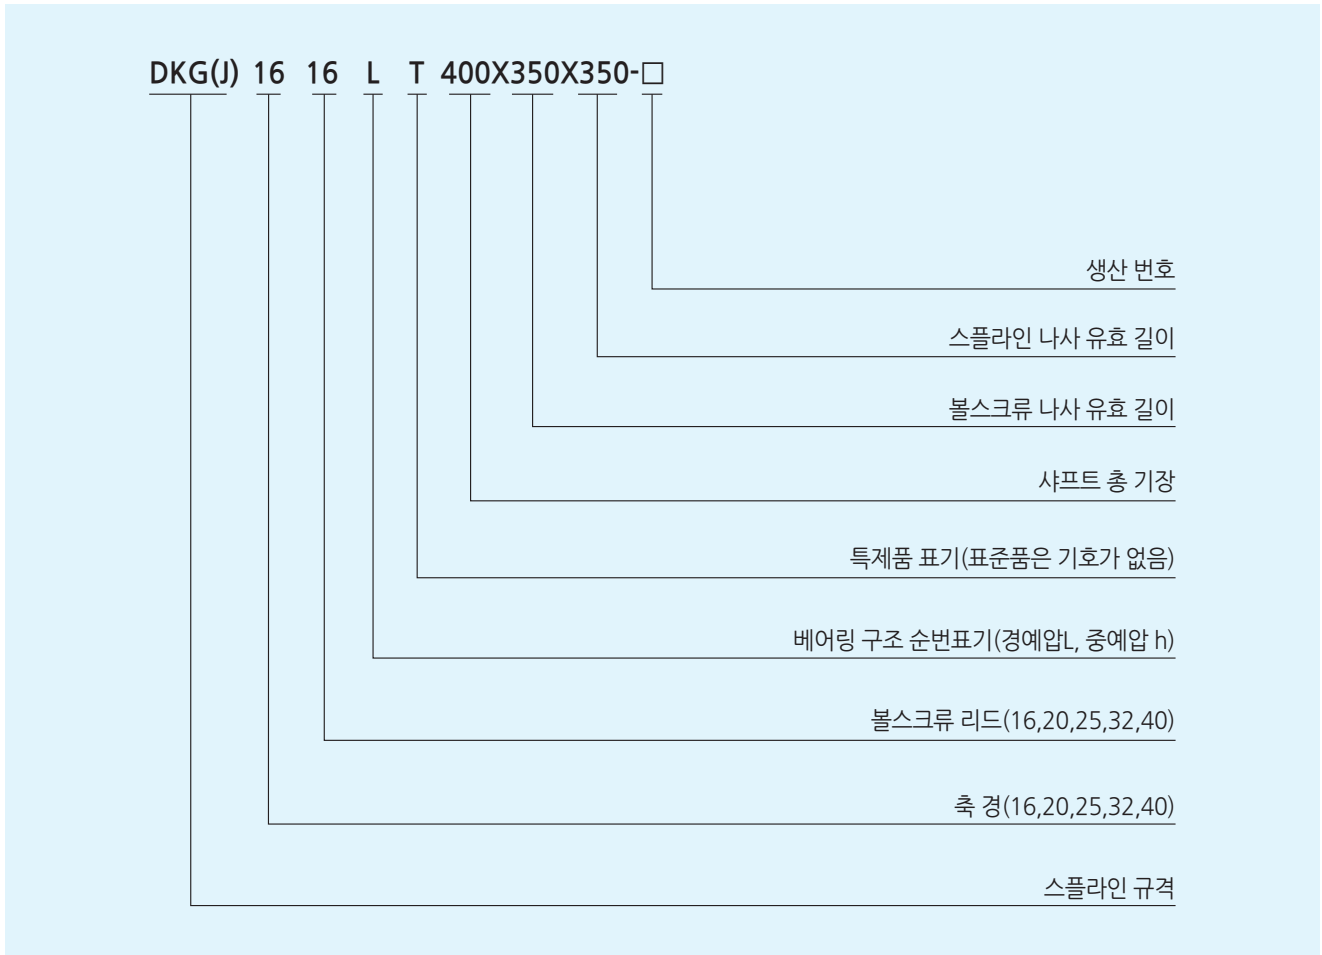 DKG(J) 16 16 L T 400X350X350-□
생산 번호
스플라인 나사 유효 길이
볼스크류 나사 유효 길이
샤프트 총 기장
특제품 표기(표준품은 기호가 없음)
베어링 구조 순번표기(경예압L, 중예압 h)
볼스크류 리드(16,20,25,32,40)
축 경(16,20,25,32,40)
스플라인 규격